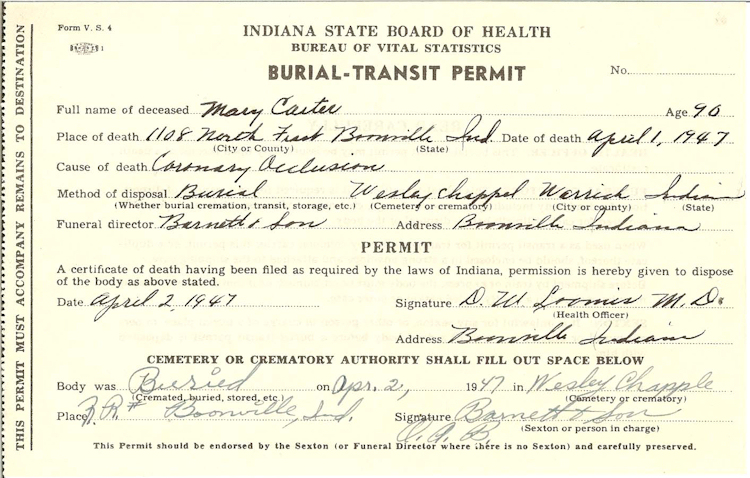 Form V. S. 4
INDIANA STATE BOARD OF HEALTH
BUREAU OF VITAL STATISTICS
BURIAL-TRANSIT PERMIT
No.
Full name of deceased Mary Carter Age 90
Place of death 1108 North First Boonville Ind. Date of death April 1, 1947
(City or County) (State)
Cause of death Coronary Occlusion
Method of disposal Burial Wesley Chappel Warrick Indiana
(Whether burial cremation, transit, storage, etc.) (Cemetery or crematory) (City or county) (State)
Funeral director Barnett & Son Address Boonville Indiana
PERMIT
A certificate of death having been filed as required by the laws of Indiana, permission is hereby given to dispose
of the body as above stated.
Date April 2, 1947 Signature D. W Loomis M. D.
(Health Officer)
Address Boonville Indiana
CEMETERY OR CREMATORY AUTHORITY SHALL FILL OUT SPACE BELOW
Body was Buried on Apr. 2, 1947 in Wesley Chapple
(Cremated, buried, stored, etc.) (Cemetery or crematory)
Place R. R# Boonville, Ind. Signature Barnett & Son
(Sexton or person in charge)
O. A. B.
This Permit should be endorsed by the Sexton (or Funeral Director where there is no Sexton) and carefully preserved.
THIS PERMIT MUST ACCOMPANY REMAINS TO DESTINATION